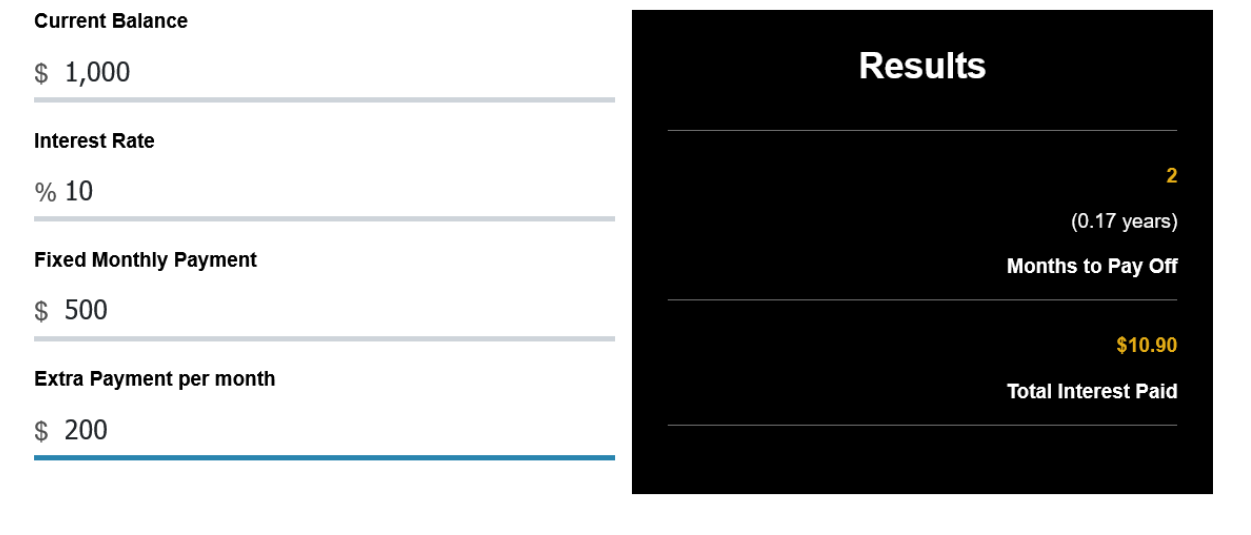 Current Balance
$ 1,000
Interest Rate
% 10
Fixed Monthly Payment
$ 500
Extra Payment per month
$ 200
Results
2
(0.17 years)
Months to Pay Off
$10.90
Total Interest Paid